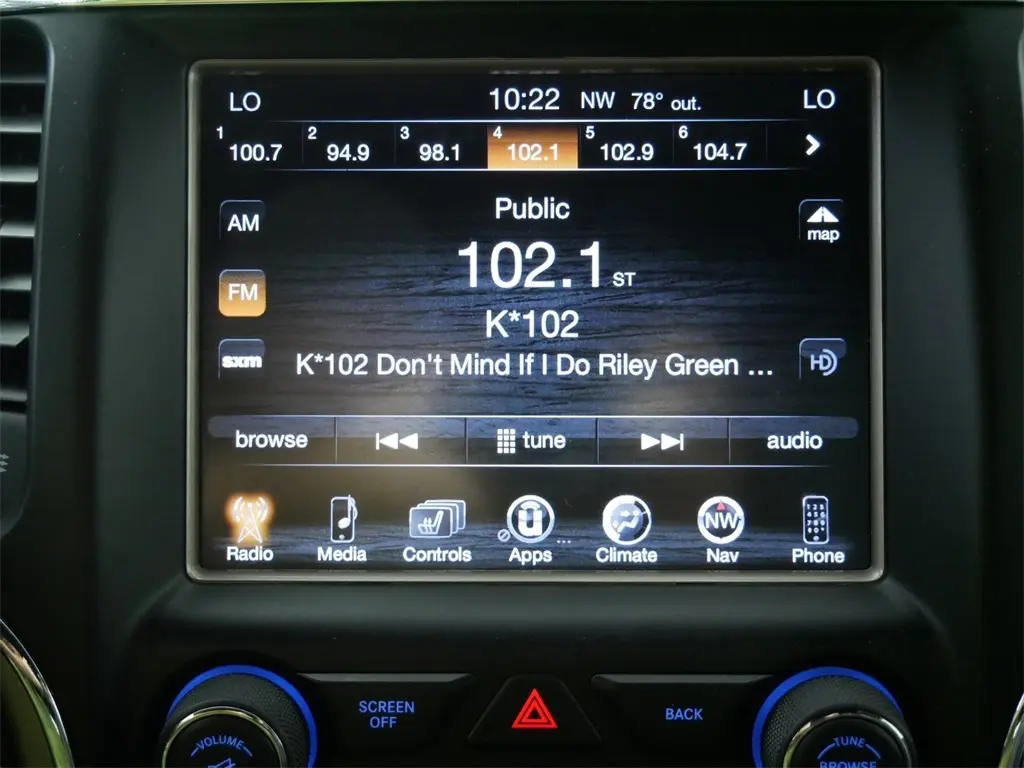 LO 10:22 NW 78° out. LO
1 100.7 2 94.9 3 98.1 4 102.1 5 102.9 6 104.7
Public
AM
map
102.1 ST
FM
K*102
sxm K*102 Don't Mind If I Do Riley Green ... HD
browse tune audio
NW
Radio Media Controls Apps Climate Nav Phone
SCREEN
OFF
BACK
VOLUME
TUNE
BROWSE